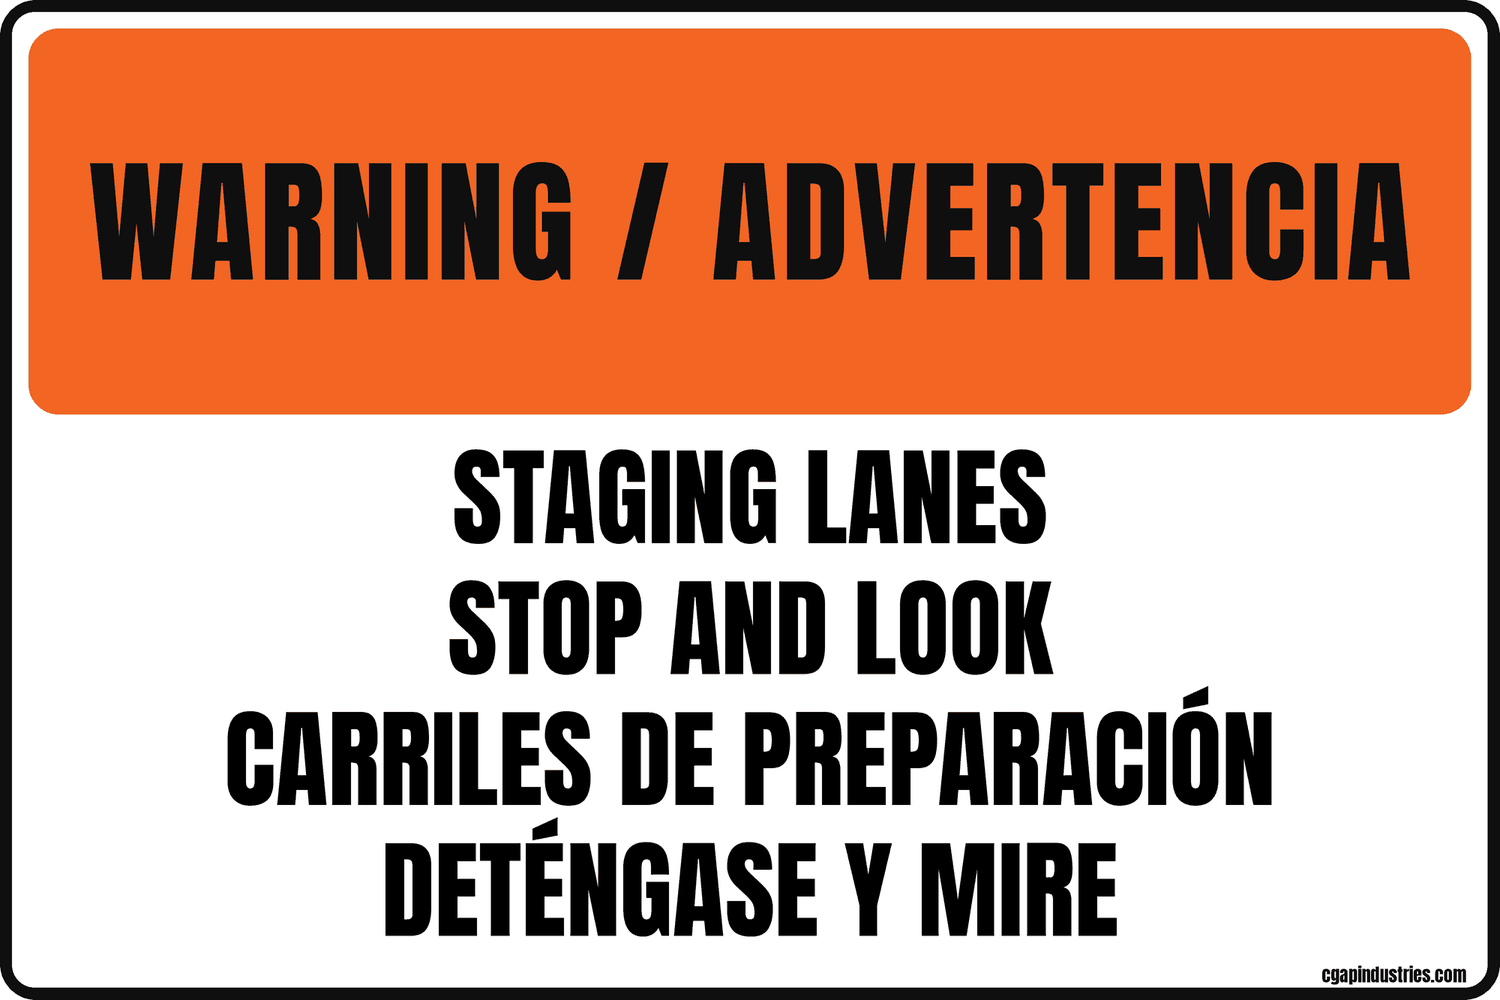 WARNING / ADVERTENCIA
STAGING LANES
STOP AND LOOK
CARRILES DE PREPARACIÓN
DETÉNGASE Y MIRE
cgapindustries.com